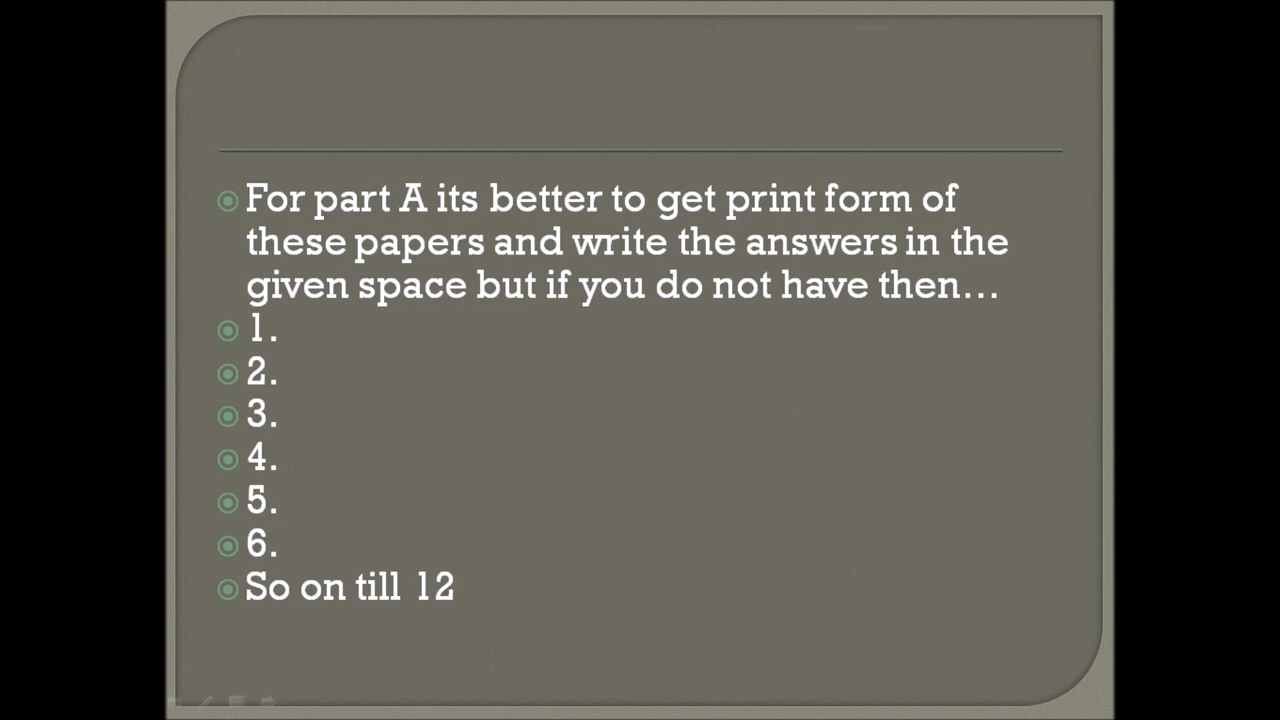 For part A its better to get print form of
these papers and write the answers in the
given space but if you do not have then…
1.
2.
3.
4.
5.
6.
So on till 12